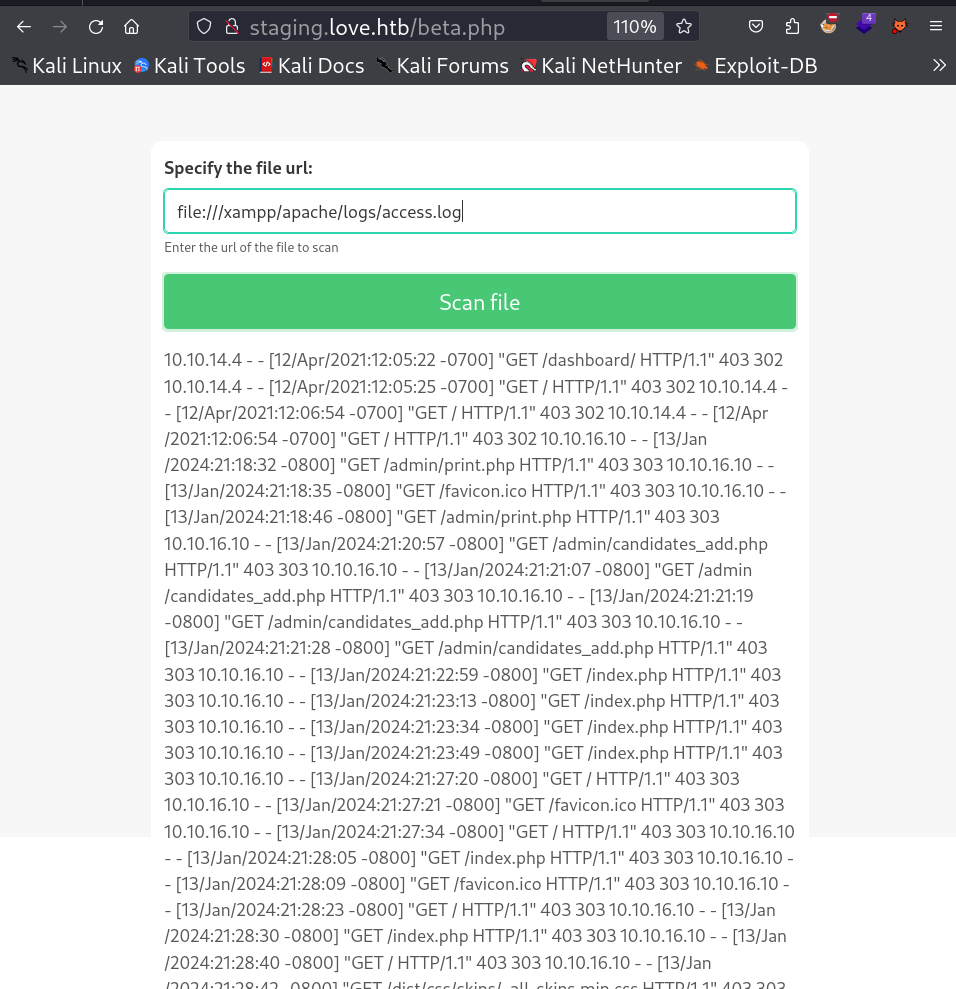 staging.love.htb/beta.php 110% 4
Kali Linux Kali Tools Kali Docs Kali Forums Kali NetHunter Exploit-DB
Specify the file url:
file:///xampp/apache/logs/access.log
Enter the url of the file to scan
Scan file
10.10.14.4 - - [12/Apr/2021:12:05:22 -0700] "GET /dashboard/ HTTP/1.1" 403 302
10.10.14.4 - - [12/Apr/2021:12:05:25 -0700] "GET / HTTP/1.1" 403 302 10.10.14.4 -
- [12/Apr/2021:12:06:54 -0700] "GET / HTTP/1.1" 403 302 10.10.14.4 - - [12/Apr
/2021:12:06:54 -0700] "GET / HTTP/1.1" 403 302 10.10.16.10 - - [13/Jan
/2024:21:18:32 -0800] "GET /admin/print.php HTTP/1.1" 403 303 10.10.16.10 - -
[13/Jan/2024:21:18:35 -0800] "GET /favicon.ico HTTP/1.1" 403 303 10.10.16.10 - -
[13/Jan/2024:21:18:46 -0800] "GET /admin/print.php HTTP/1.1" 403 303
10.10.16.10 - - [13/Jan/2024:21:20:57 -0800] "GET /admin/candidates_add.php
HTTP/1.1" 403 303 10.10.16.10 - - [13/Jan/2024:21:21:07 -0800] "GET /admin
/candidates_add.php HTTP/1.1" 403 303 10.10.16.10 - - [13/Jan/2024:21:21:19
-0800] "GET /admin/candidates_add.php HTTP/1.1" 403 303 10.10.16.10 - -
[13/Jan/2024:21:21:28 -0800] "GET /admin/candidates_add.php HTTP/1.1" 403
303 10.10.16.10 - - [13/Jan/2024:21:22:59 -0800] "GET /index.php HTTP/1.1" 403
303 10.10.16.10 - - [13/Jan/2024:21:23:13 -0800] "GET /index.php HTTP/1.1" 403
303 10.10.16.10 - - [13/Jan/2024:21:23:34 -0800] "GET /index.php HTTP/1.1" 403
303 10.10.16.10 - - [13/Jan/2024:21:23:49 -0800] "GET /index.php HTTP/1.1" 403
303 10.10.16.10 - - [13/Jan/2024:21:27:20 -0800] "GET / HTTP/1.1" 403 303
10.10.16.10 - - [13/Jan/2024:21:27:21 -0800] "GET /favicon.ico HTTP/1.1" 403 303
10.10.16.10 - - [13/Jan/2024:21:27:34 -0800] "GET / HTTP/1.1" 403 303 10.10.16.10
- - [13/Jan/2024:21:28:05 -0800] "GET /index.php HTTP/1.1" 403 303 10.10.16.10 -
- [13/Jan/2024:21:28:09 -0800] "GET /favicon.ico HTTP/1.1" 403 303 10.10.16.10 -
- [13/Jan/2024:21:28:23 -0800] "GET / HTTP/1.1" 403 303 10.10.16.10 - - [13/Jan
/2024:21:28:30 -0800] "GET /index.php HTTP/1.1" 403 303 10.10.16.10 - - [13/Jan
/2024:21:28:40 -0800] "GET / HTTP/1.1" 403 303 10.10.16.10 - - [13/Jan
/2024:21:28:42 -0800] "GET /dist/css/skins/_all-skins.min.css HTTP/1.1" 403 303